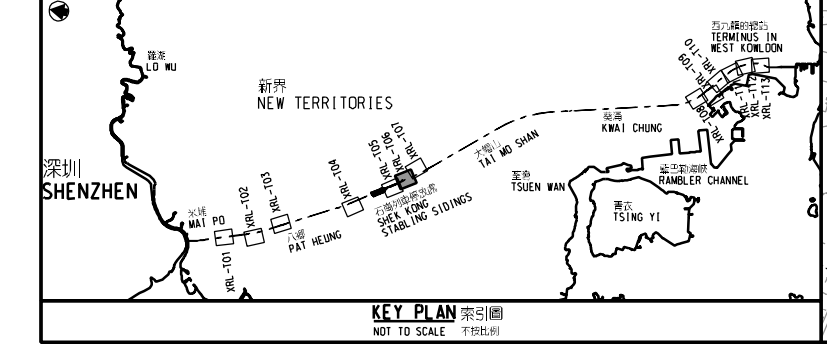 西九龍的總站
TERMINUS IN
WEST KOWLOON
羅湖
LO WU
新界
NEW TERRITORIES
XRL-T10
XRL-T09
XRL-T08
XRL-T12
XRL-T13
葵涌
KWAI CHUNG
大帽山
TAI MO SHAN
XRL-T07
XRL-T06
XRL-T05
XRL-T04
XRL-T03
XRL-T02
XRL-T01
深圳
SHENZHEN
米埔
MAI PO
八鄉
PAT HEUNG
石崗列車停放處
SHEK KONG
STABLING SIDINGS
荃灣
TSUEN WAN
藍巴勒海峽
RAMBLER CHANNEL
青衣
TSING YI
KEY PLAN 索引圖
NOT TO SCALE 不按比例